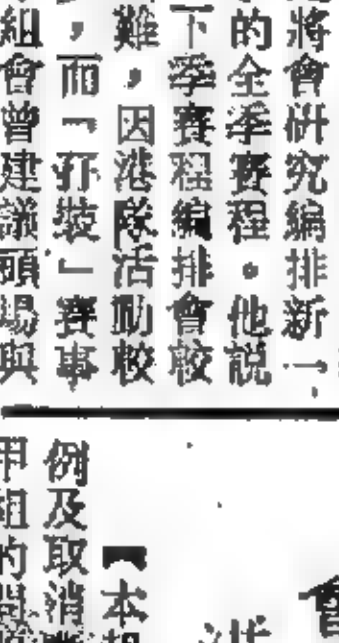 將會研究編排新一
的全季賽程。他說
下季賽程編排會較
難，因港隊活動較
，而「孖裝」賽事
組會曾建議頭場與
【本報
例及取消
甲組的問